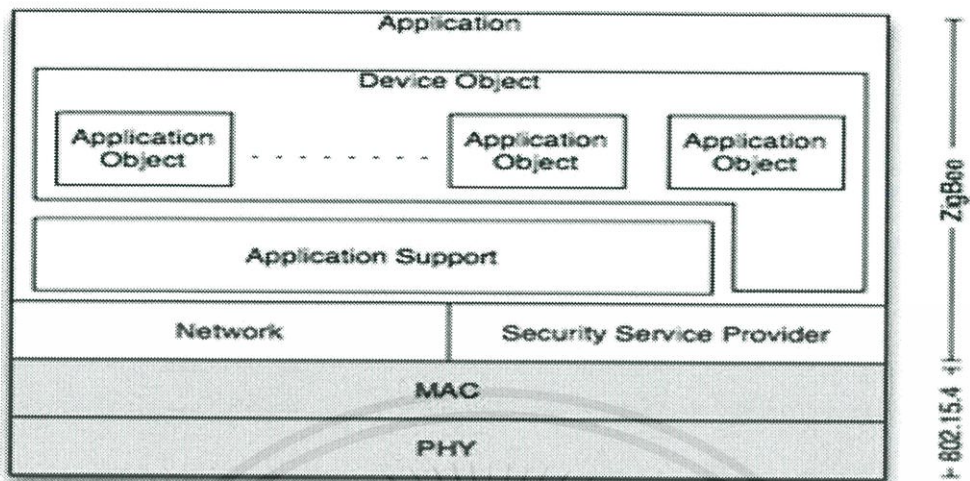 Application
Device Object
Application
Object
Application
Object
Application
Object
Application Support
Network
Security Service Provider
MAC
PHY
ZigBee
802.15.4